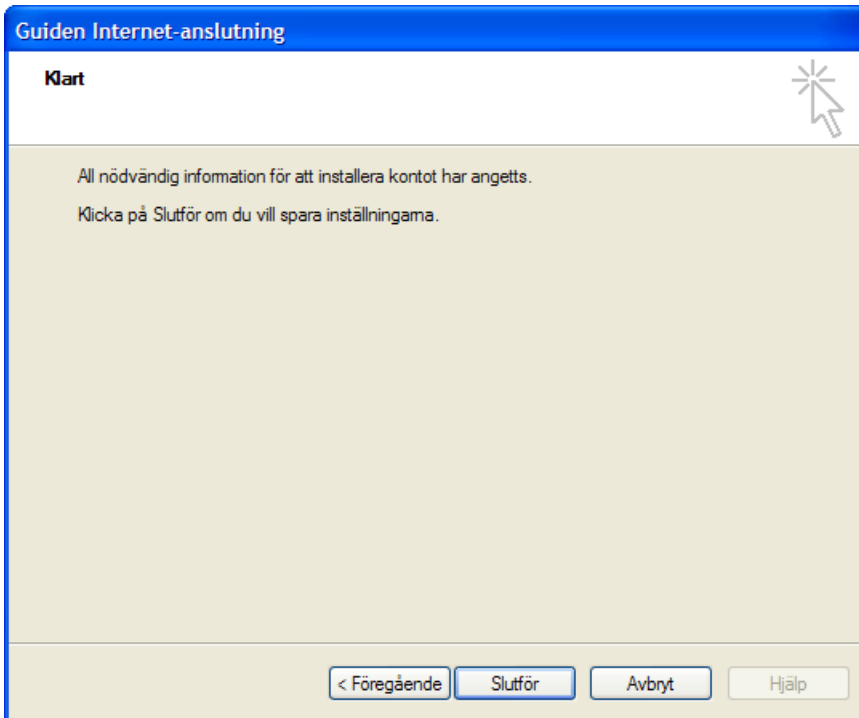 Guiden Internet-anslutning
Klart
All nödvändig information för att installera kontot har angetts.
Klicka på Slutför om du vill spara inställningarna.
< Föregående Slutför Avbryt Hjälp